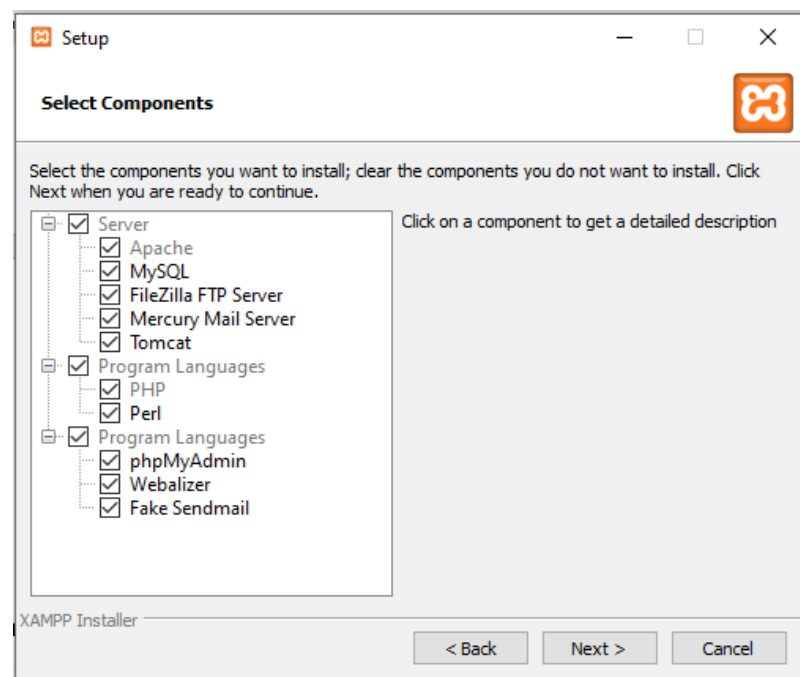 Setup
Select Components
Select the components you want to install; clear the components you do not want to install. Click
Next when you are ready to continue.
Server
Apache
MySQL
FileZilla FTP Server
Mercury Mail Server
Tomcat
Program Languages
PHP
Perl
Program Languages
phpMyAdmin
Webalizer
Fake Sendmail
Click on a component to get a detailed description
XAMPP Installer
< Back
Next >
Cancel